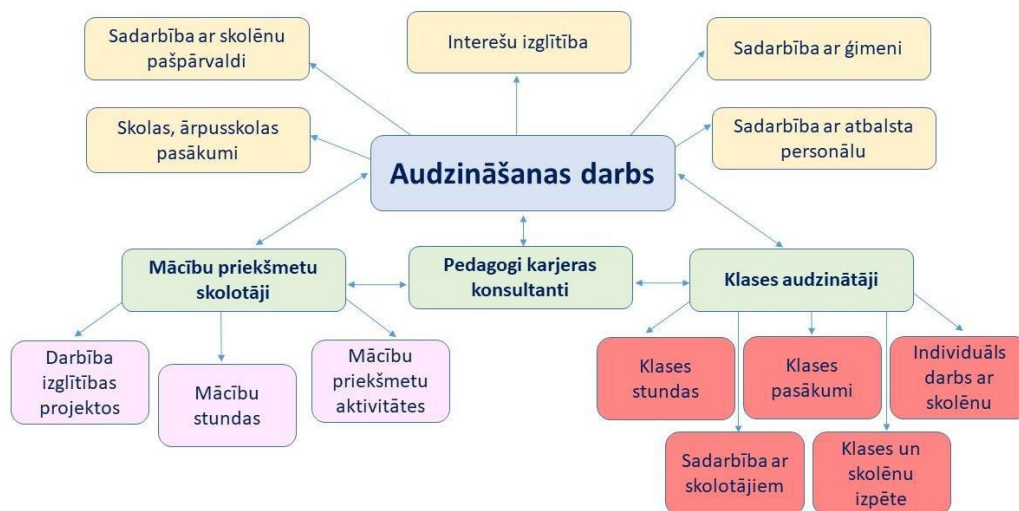 Sadarbība ar skolēnu
pašpārvaldi
Interešu izglītība
Sadarbība ar ģimeni
Skolas, ārpusskolas
pasākumi
Sadarbība ar atbalsta
personālu
Audzināšanas darbs
Mācību priekšmetu
skolotāji
Pedagogi karjeras
konsultanti
Klases audzinātāji
Darbība
izglītības
projektos
Mācību
stundas
Mācību
priekšmetu
aktivitātes
Klases
stundas
Klases
pasākumi
Individuāls
darbs ar
skolēnu
Sadarbība ar
skolotājiem
Klases un
skolēnu
izpēte